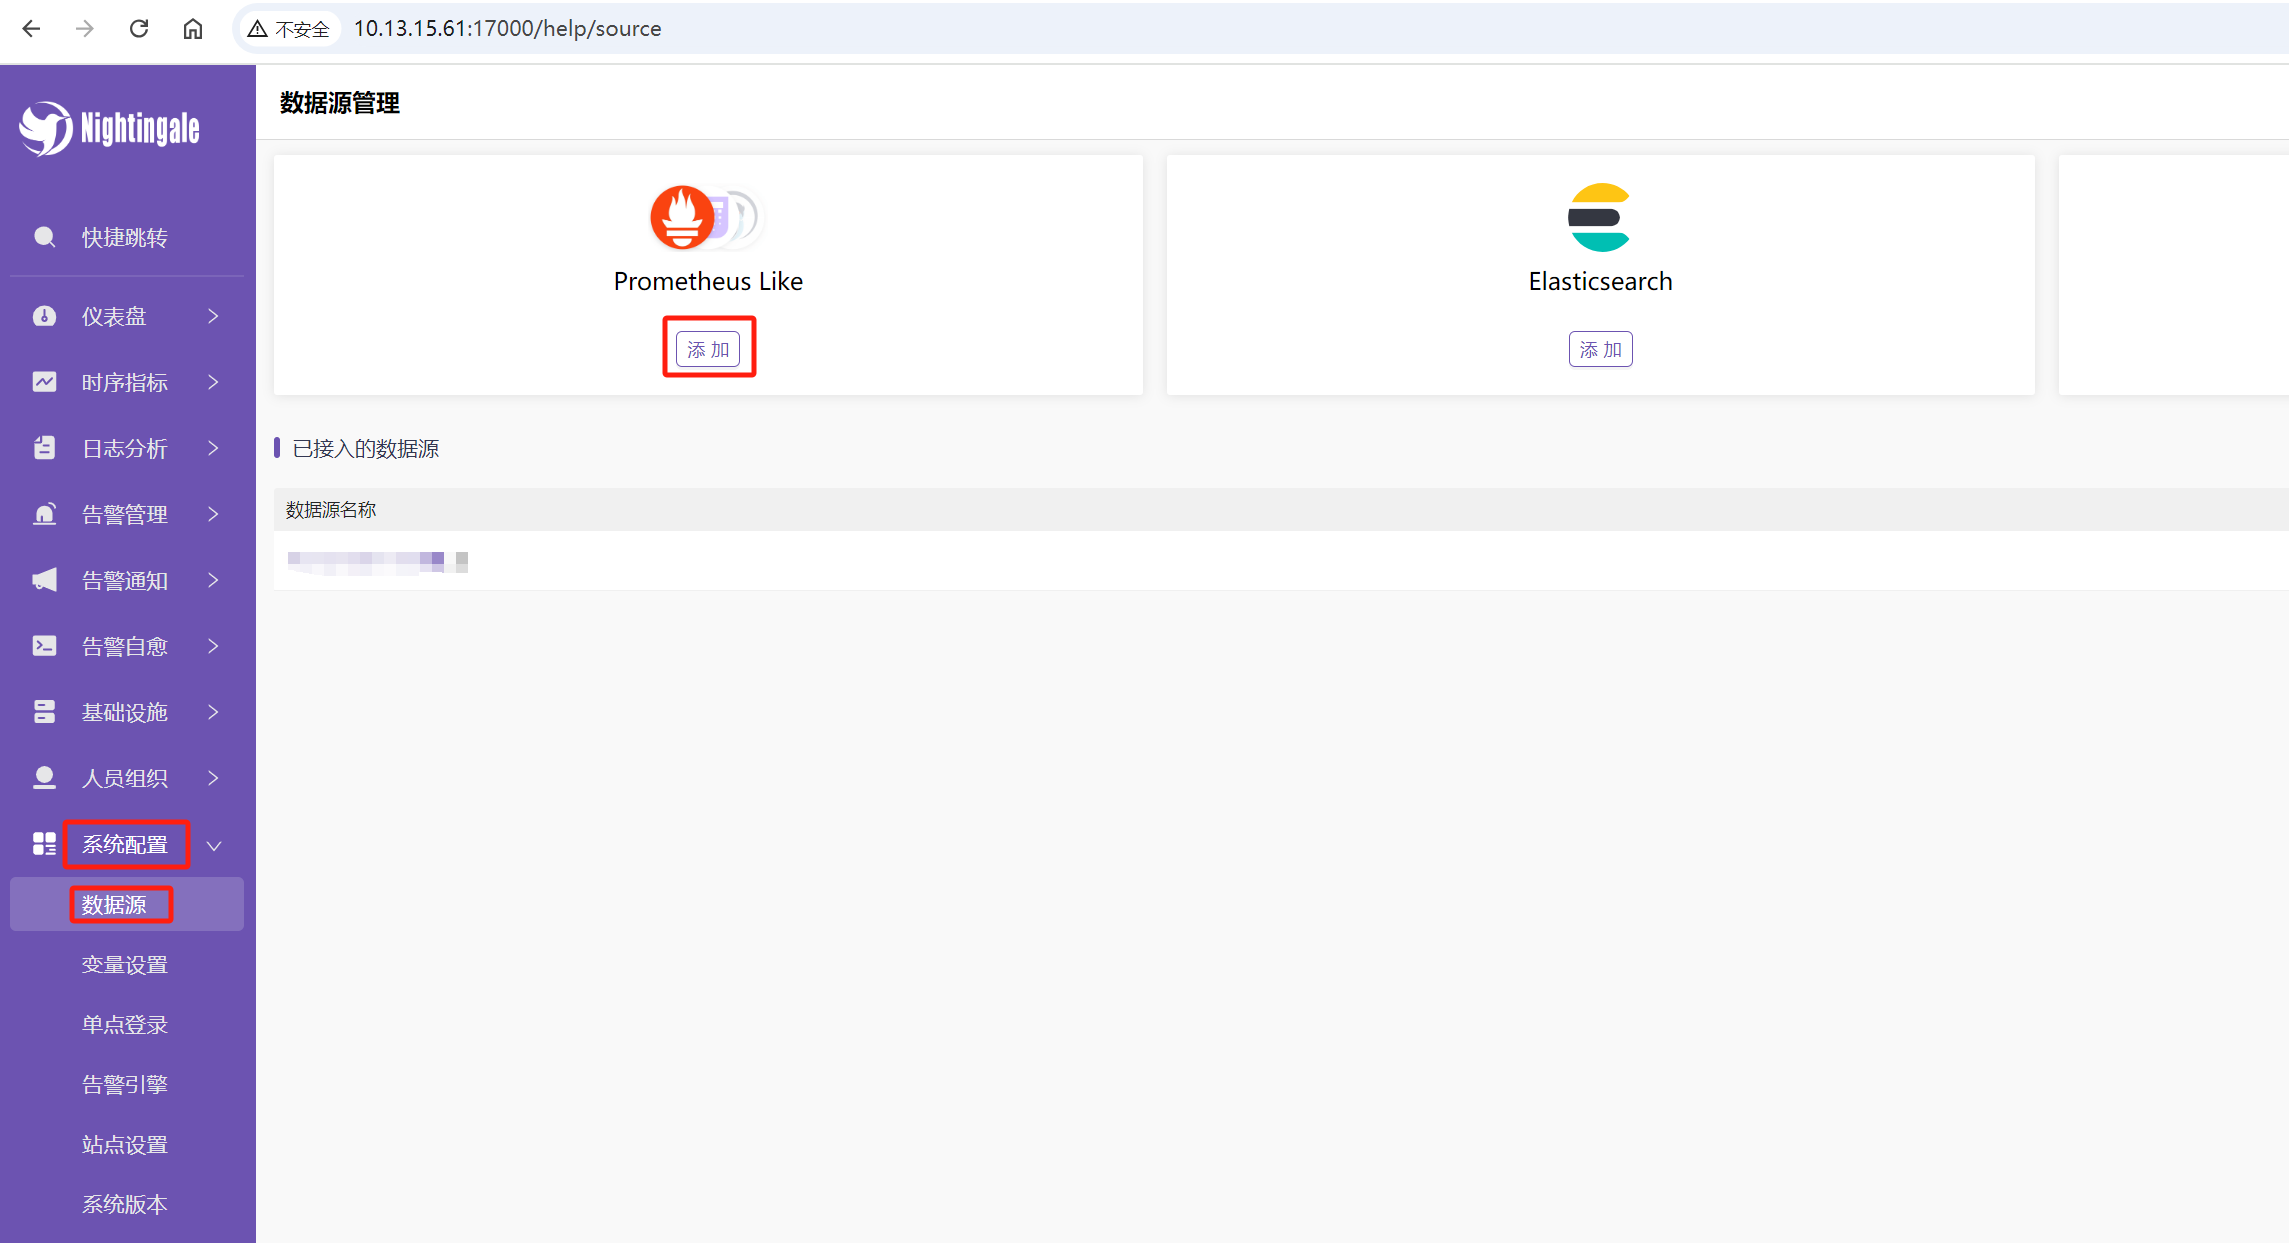 不安全 10.13.15.61:17000/help/source
Nightingale
快捷跳转
仪表盘
时序指标
日志分析
告警管理
告警通知
告警自愈
基础设施
人员组织
系统配置
数据源
变量设置
单点登录
告警引擎
站点设置
系统版本
数据源管理
Prometheus Like
添加
Elasticsearch
添加
已接入的数据源
数据源名称